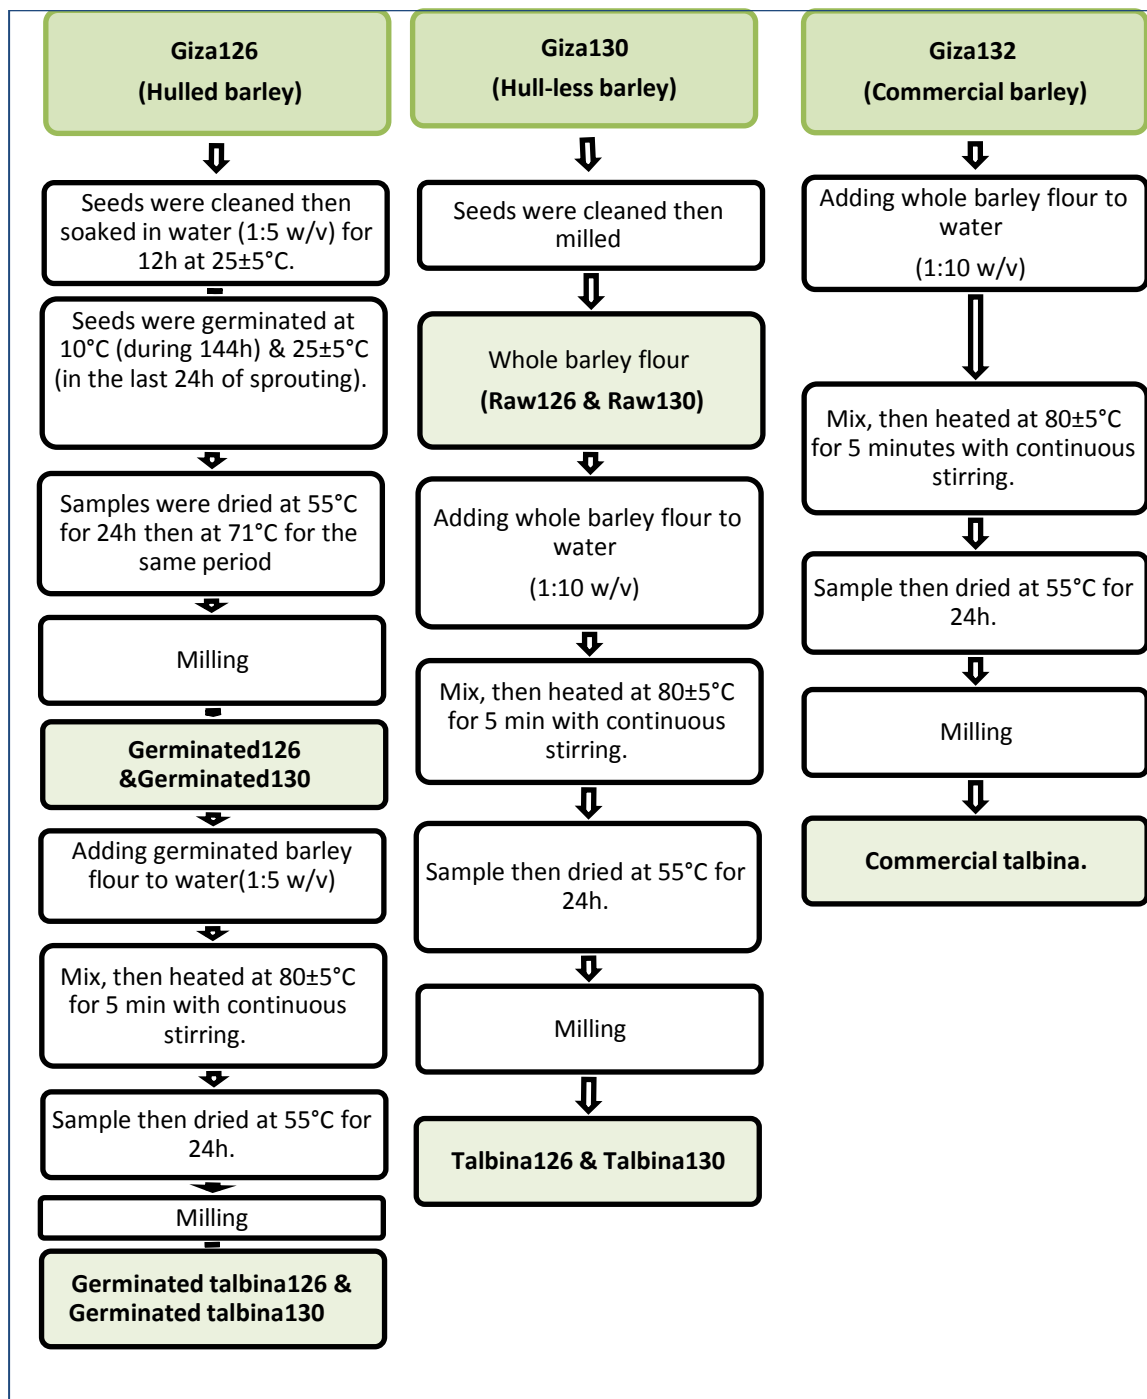 Giza126
(Hulled barley)
Seeds were cleaned then
soaked in water (1:5 w/v) for
12h at 25±5°C.
Seeds were germinated at
10°C (during 144h) & 25±5°C
(in the last 24h of sprouting).
Samples were dried at 55°C
for 24h then at 71°C for the
same period
Milling
Germinated126
&Germinated130
Adding germinated barley
flour to water(1:5 w/v)
Mix, then heated at 80±5°C
for 5 min with continuous
stirring.
Sample then dried at 55°C for
24h.
Milling
Germinated talbina126 &
Germinated talbina130
Giza130
(Hull-less barley)
Seeds were cleaned then
milled
Whole barley flour
(Raw126 & Raw130)
Adding whole barley flour to
water
(1:10 w/v)
Mix, then heated at 80±5°C
for 5 min with continuous
stirring.
Sample then dried at 55°C for
24h.
Milling
Talbina126 & Talbina130
Giza132
(Commercial barley)
Adding whole barley flour to
water
(1:10 w/v)
Mix, then heated at 80±5°C
for 5 minutes with continuous
stirring.
Sample then dried at 55°C for
24h.
Milling
Commercial talbina.